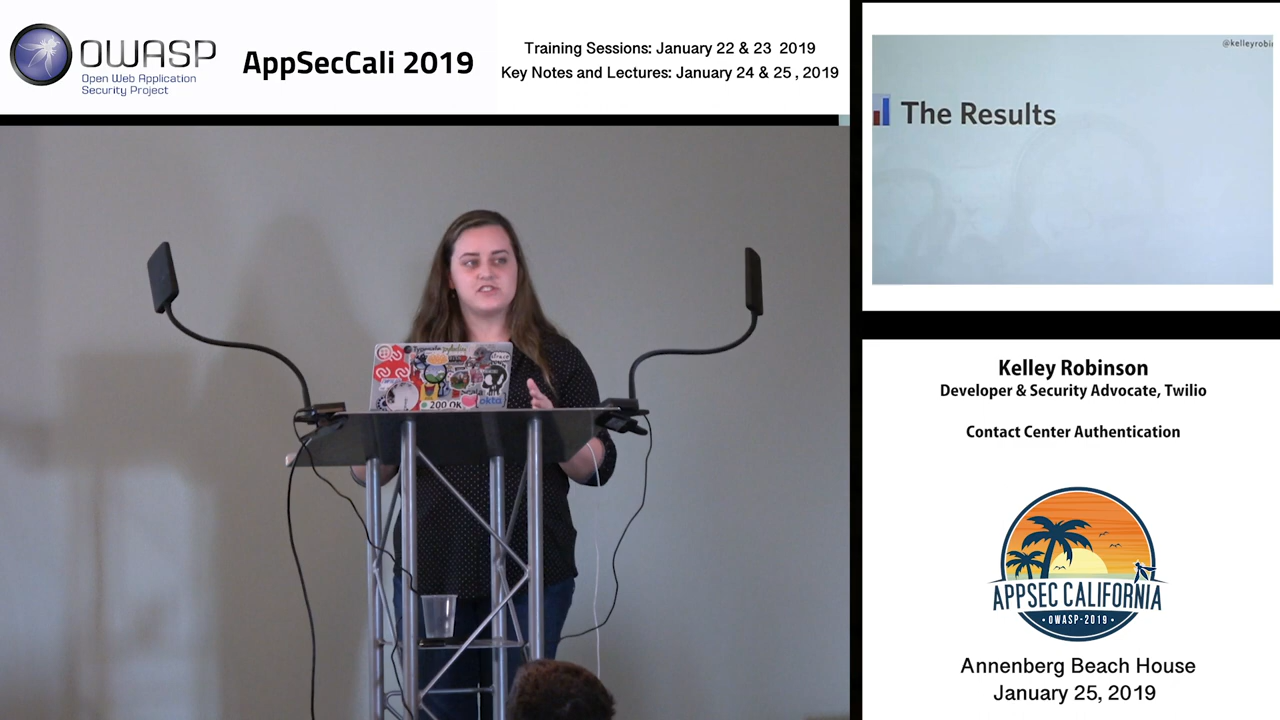 OWASP
Open Web Application
Security Project
AppSecCali 2019
Training Sessions: January 22 & 23 2019
Key Notes and Lectures: January 24 & 25, 2019
The Results
200 OK
okta
Kelley Robinson
Developer & Security Advocate, Twilio
Contact Center Authentication
APPSEC CALIFORNIA
• OWASP-2019 •
Annenberg Beach House
January 25, 2019